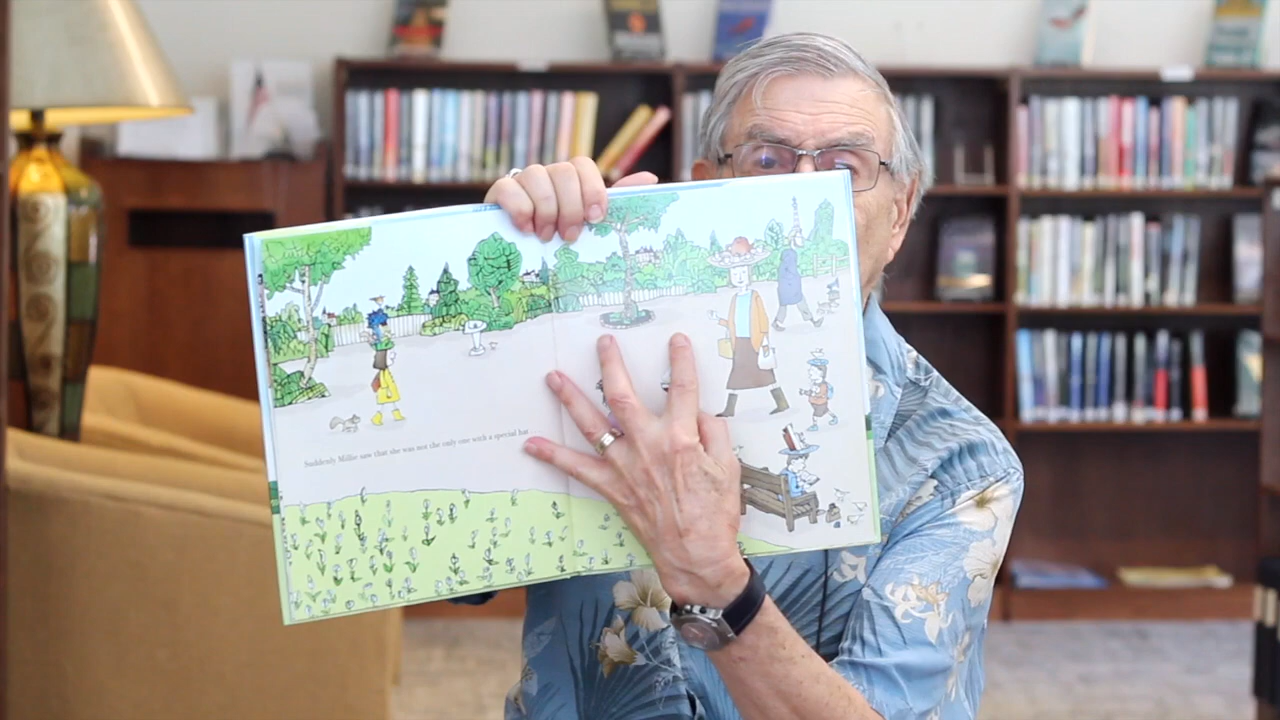 Suddenly Millie saw that she was not the only one with a special hat.